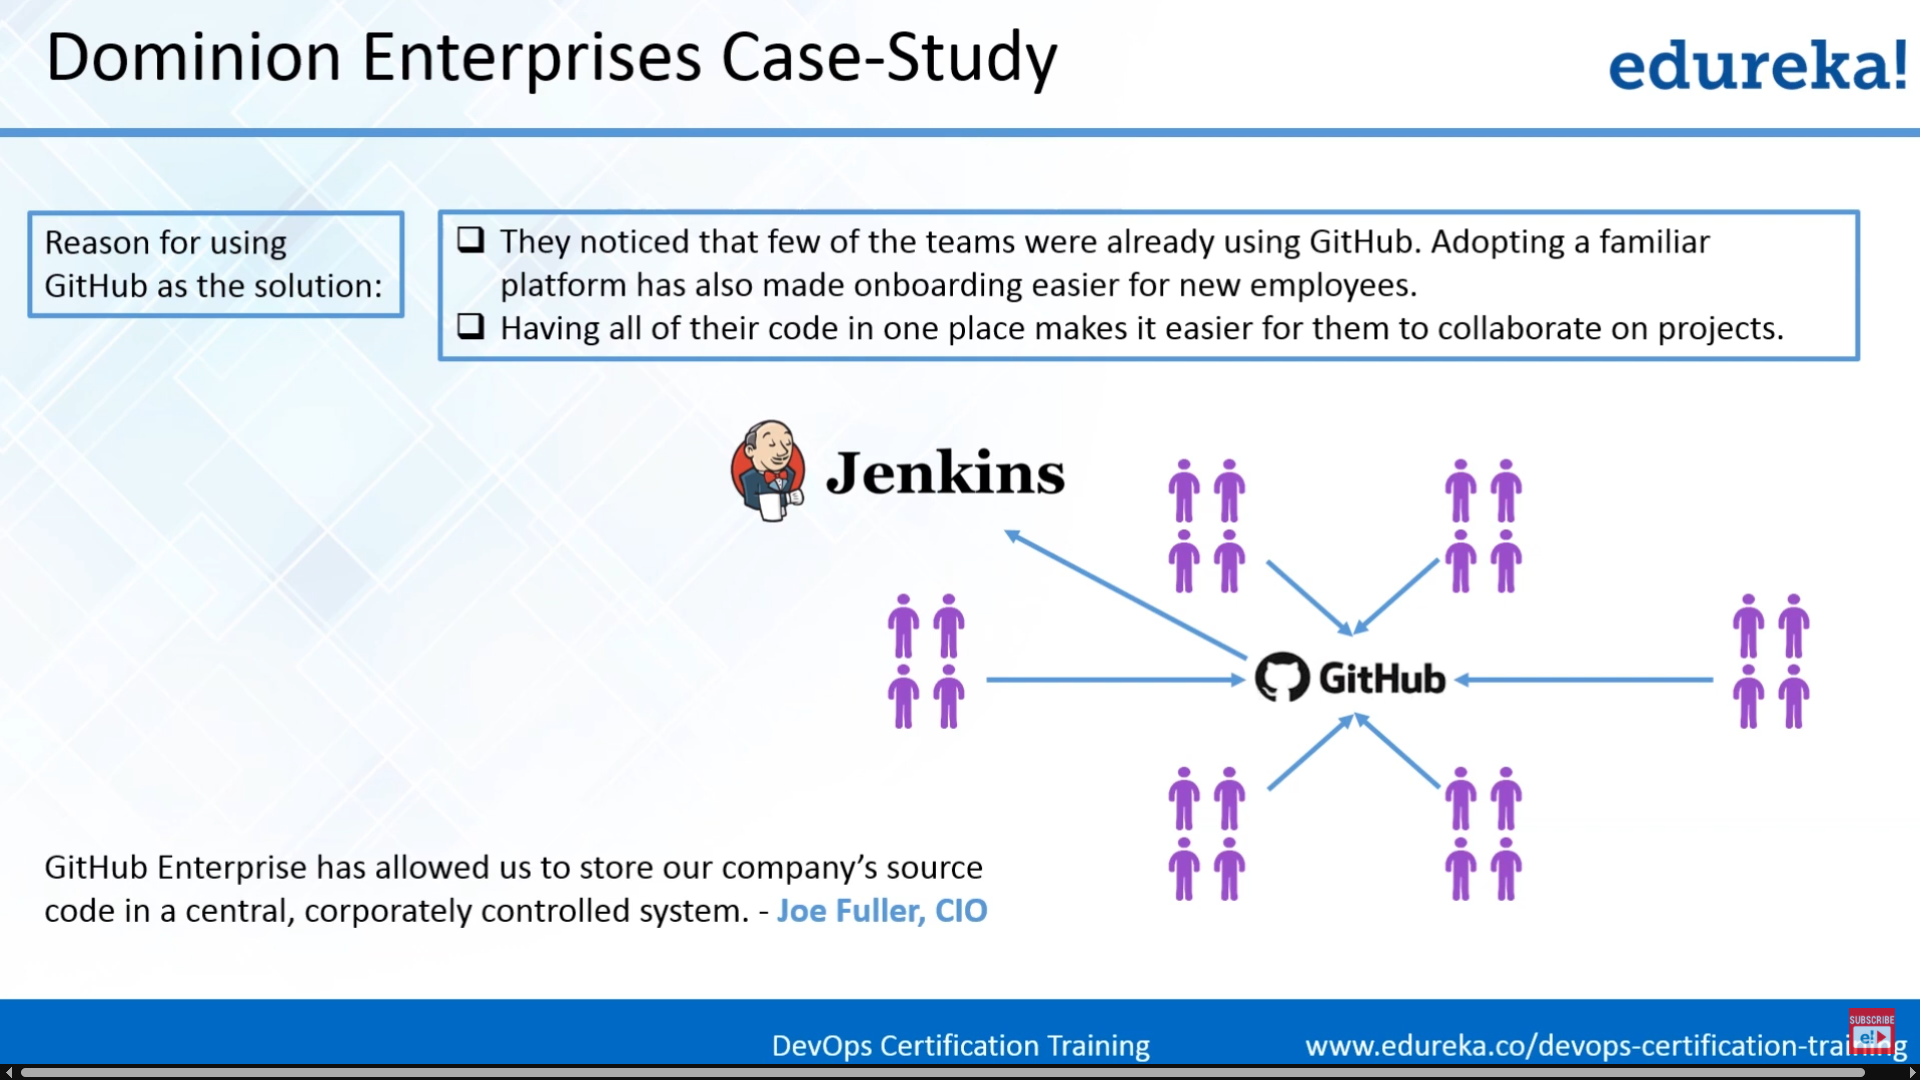 Dominion Enterprises Case-Study
edureka!
Reason for using
GitHub as the solution:
They noticed that few of the teams were already using GitHub. Adopting a familiar
platform has also made onboarding easier for new employees.
Having all of their code in one place makes it easier for them to collaborate on projects.
Jenkins
GitHub
GitHub Enterprise has allowed us to store our company’s source
code in a central, corporately controlled system. - Joe Fuller, CIO
SUBSCRIBE
e!
DevOps Certification Training
www.edureka.co/devops-certification-training